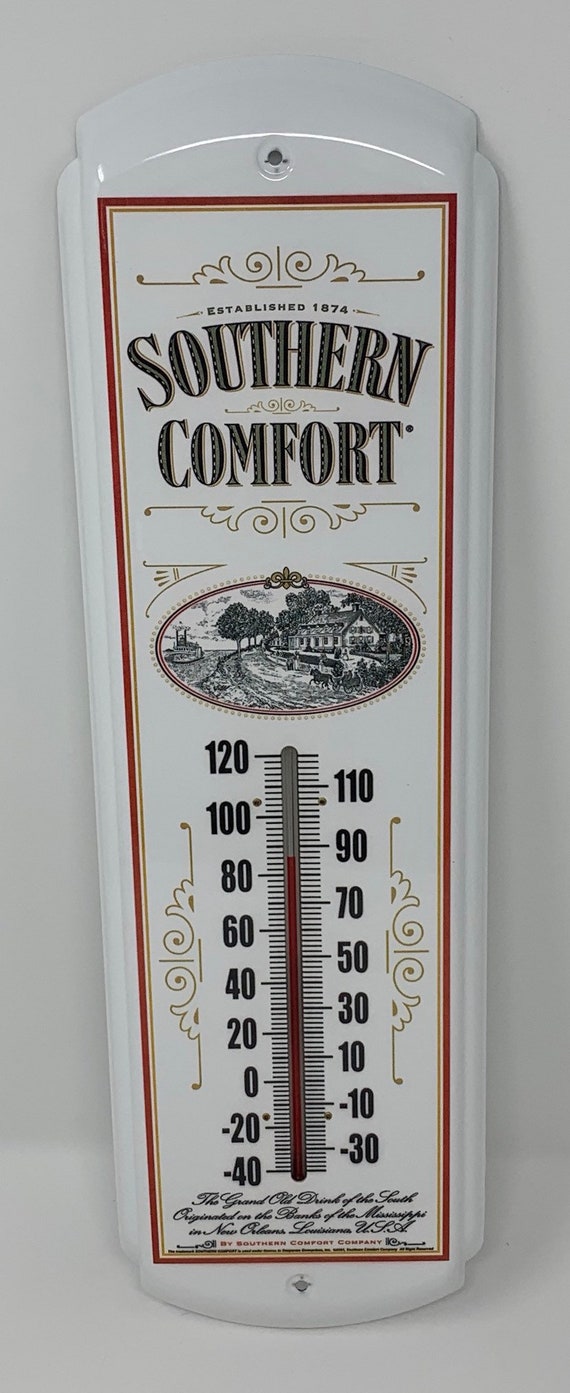 ESTABLISHED 1874
SOUTHERN
COMFORT®
120
110
100
90
80
70
60
50
40
30
20
10
0
-10
-20
-30
-40
The Grand Old Drink of the South
Originated on the Banks of the Mississippi
in New Orleans, Louisiana, U.S.A.
BY SOUTHERN COMFORT COMPANY